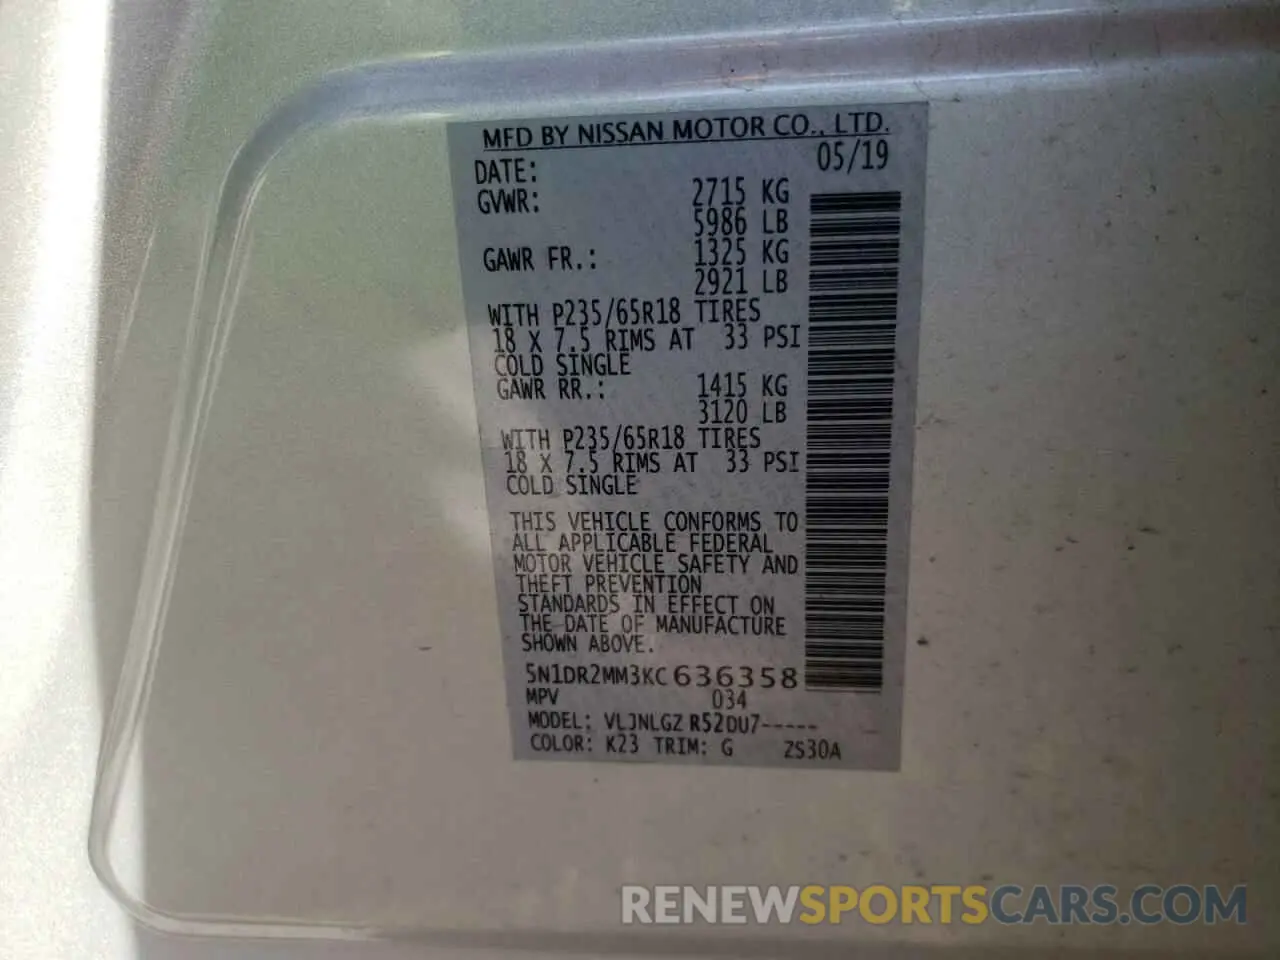 MFD BY NISSAN MOTOR CO., LTD.
DATE: 05/19
GVWR: 2715 KG
5986 LB
GAWR FR.: 1325 KG
2921 LB
WITH P235/65R18 TIRES
18 X 7.5 RIMS AT 33 PSI
COLD SINGLE
GAWR RR.: 1415 KG
3120 LB
WITH P235/65R18 TIRES
18 X 7.5 RIMS AT 33 PSI
COLD SINGLE
THIS VEHICLE CONFORMS TO
ALL APPLICABLE FEDERAL
MOTOR VEHICLE SAFETY AND
THEFT PREVENTION
STANDARDS IN EFFECT ON
THE DATE OF MANUFACTURE
SHOWN ABOVE.
5N1DR2MM3KC636358
MPV 034
MODEL: VLJNLGZ R52DU7-----
COLOR: K23 TRIM: G ZS30A
RENEWSPORTSCARS.COM